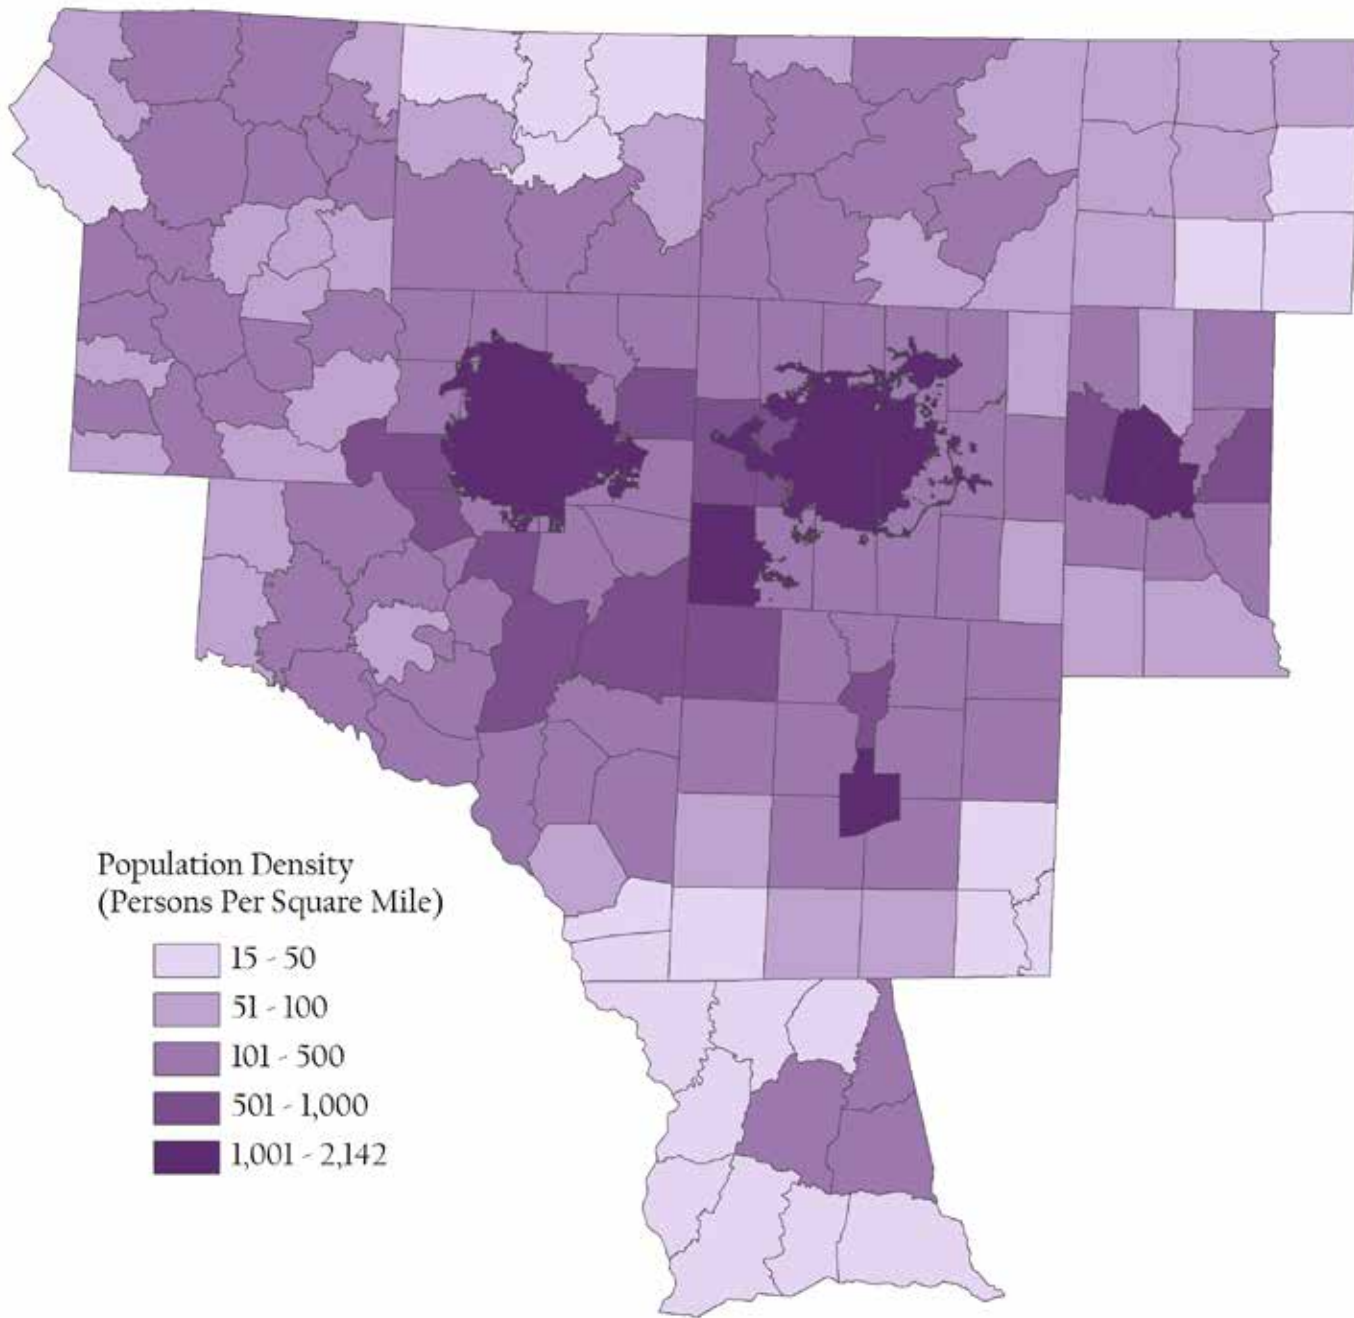 Population Density
(Persons Per Square Mile)
15 - 50
51 - 100
101 - 500
501 - 1,000
1,001 - 2,142